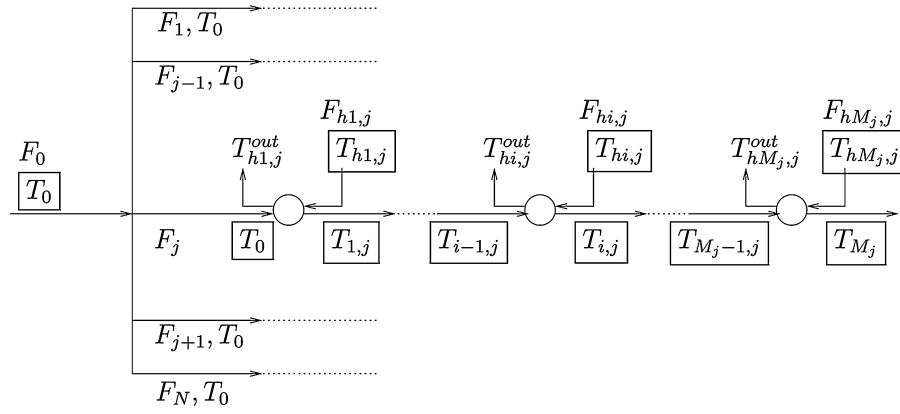 F_1, T_0
F_{j-1}, T_0
F_{h1,j} F_{hi,j} F_{hM_j,j}
F_0 T^{out}_{h1,j} T_{h1,j} T^{out}_{hi,j} T_{hi,j} T^{out}_{hM_j,j} T_{hM_j,j}
T_0
F_j T_0 T_{1,j} T_{i-1,j} T_{i,j} T_{M_j-1,j} T_{M_j}
F_{j+1}, T_0
F_N, T_0